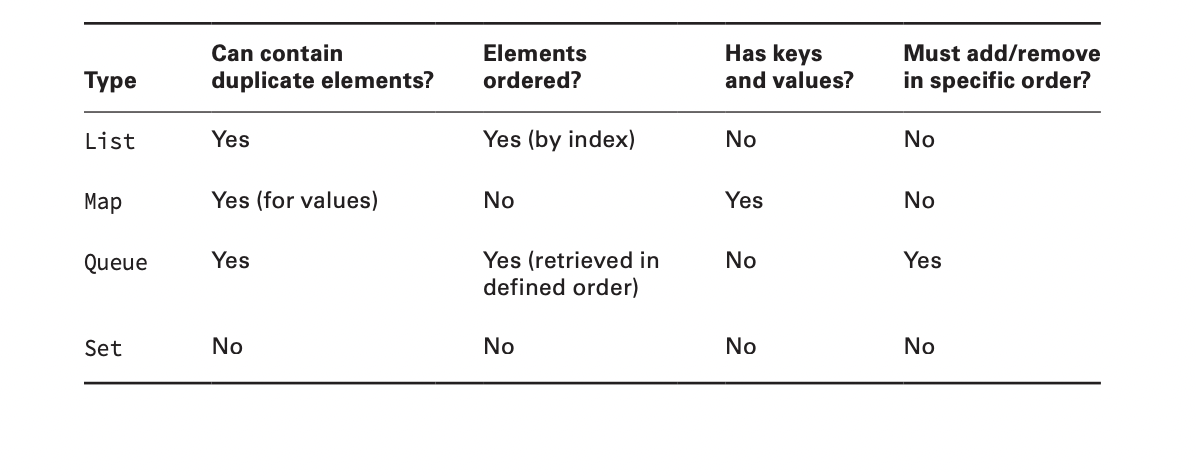 Type Can contain duplicate elements? Elements ordered? Has keys and values? Must add/remove in specific order?
List Yes Yes (by index) No No
Map Yes (for values) No Yes No
Queue Yes Yes (retrieved in defined order) No Yes
Set No No No No